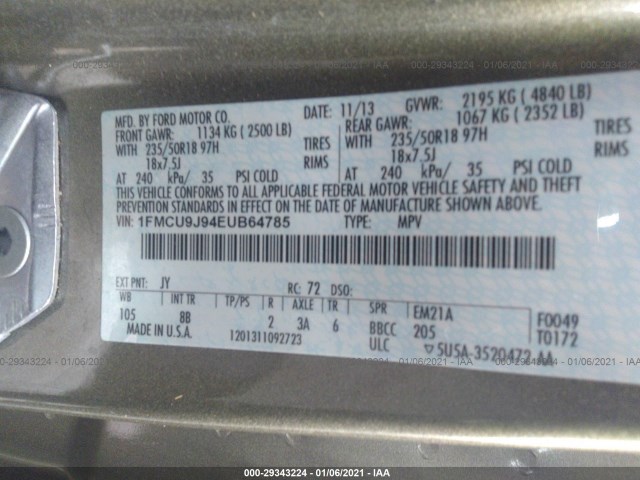 000-29343224 - 01/06/2021 - IAA
MFD. BY FORD MOTOR CO. DATE: 11/13 GVWR: 2195 KG ( 4840 LB)
FRONT GAWR: 1134 KG ( 2500 LB) REAR GAWR: 1067 KG ( 2352 LB)
WITH 235/50R18 97H TIRES WITH 235/50R18 97H TIRES
18x7.5J RIMS 18x7.5J RIMS
AT 240 kPa/ 35 PSI COLD AT 240 kPa/ 35 PSI COLD
THIS VEHICLE CONFORMS TO ALL APPLICABLE FEDERAL MOTOR VEHICLE SAFETY AND THEFT
PREVENTION STANDARDS IN EFFECT ON THE DATE OF MANUFACTURE SHOWN ABOVE.
VIN: 1FMCU9J94EUB64785 TYPE: MPV
EXT PNT: JY RC: 72 DSO:
WB INT TR TP/PS R AXLE TR SPR EM21A F0049
105 8B 2 3A 6 BBCC 205 T0172
MADE IN U.S.A. 1201311092723 ULC ▽5U5A-3520472-AA
000-29343224 - 01/06/2021 - IAA